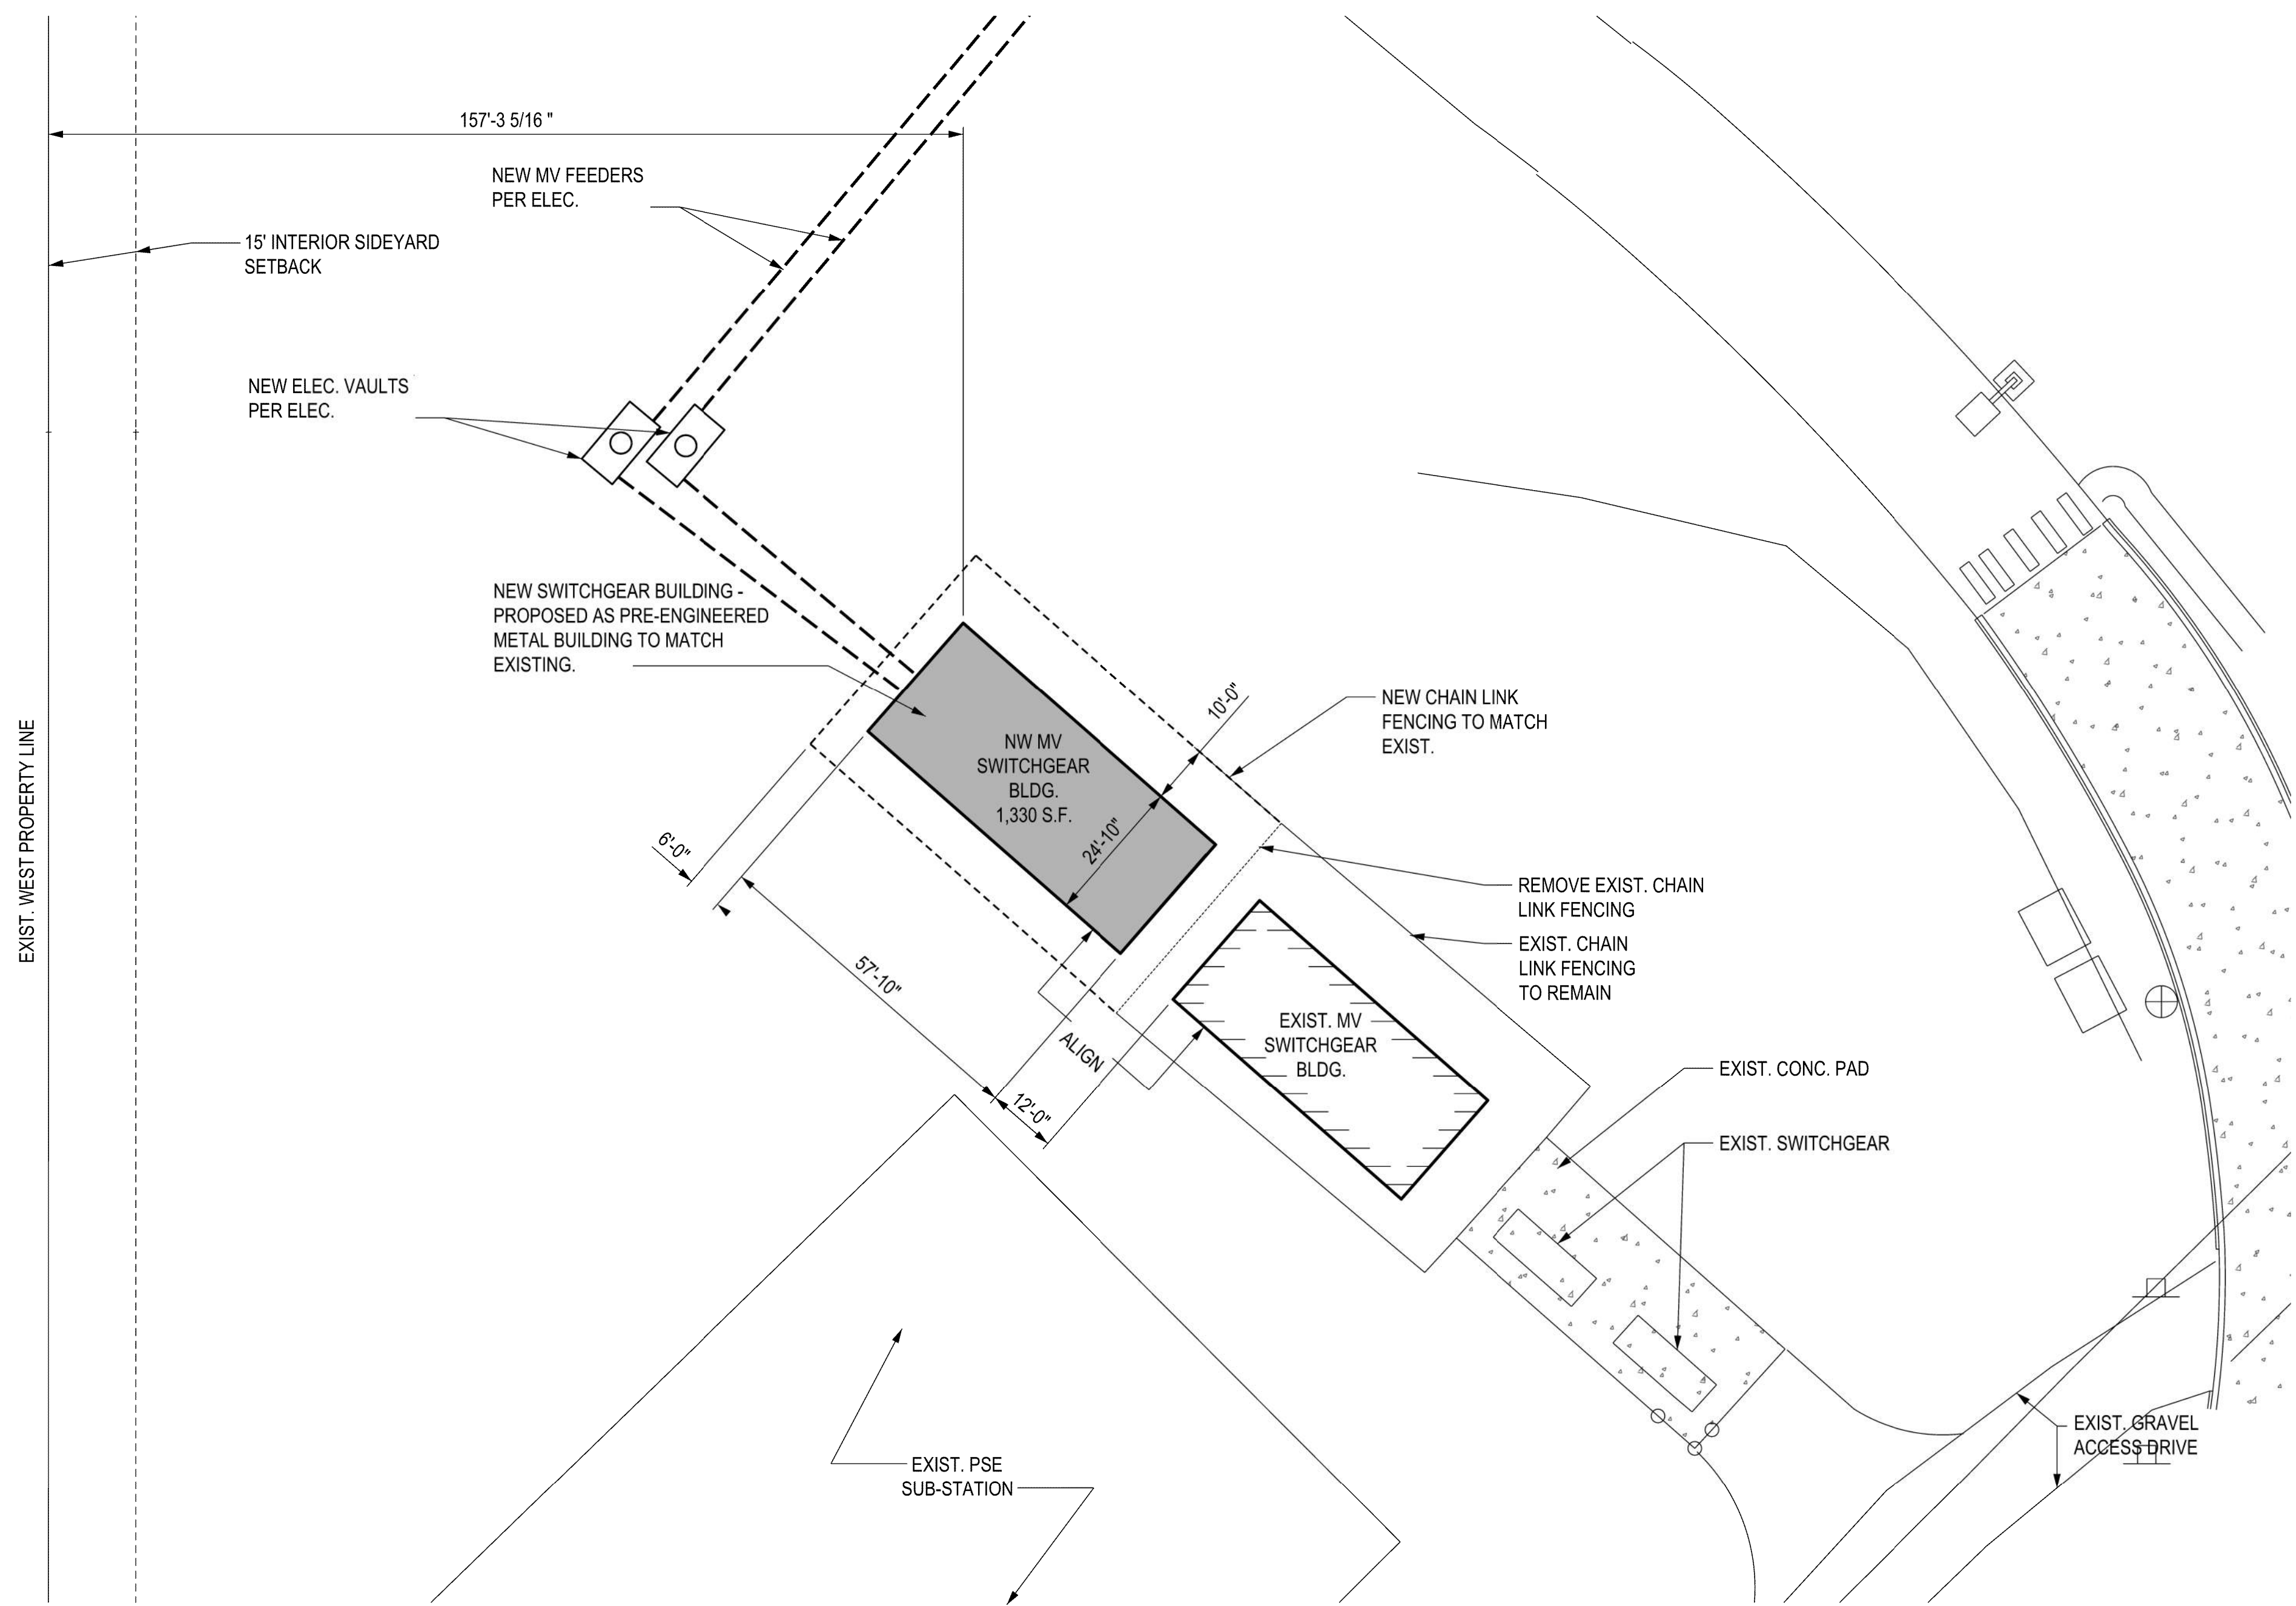 157'-3 5/16 "
NEW MV FEEDERS
PER ELEC.
15' INTERIOR SIDEYARD
SETBACK
NEW ELEC. VAULTS
PER ELEC.
NEW SWITCHGEAR BUILDING -
PROPOSED AS PRE-ENGINEERED
METAL BUILDING TO MATCH
EXISTING.
EXIST. WEST PROPERTY LINE
NW MV
SWITCHGEAR
BLDG.
1,330 S.F.
10'-0"
24'-10"
NEW CHAIN LINK
FENCING TO MATCH
EXIST.
6'-0"
57'-10"
12'-0"
ALIGN
REMOVE EXIST. CHAIN
LINK FENCING
EXIST. CHAIN
LINK FENCING
TO REMAIN
EXIST. MV
SWITCHGEAR
BLDG.
EXIST. CONC. PAD
EXIST. SWITCHGEAR
EXIST. GRAVEL
ACCESS DRIVE
EXIST. PSE
SUB-STATION